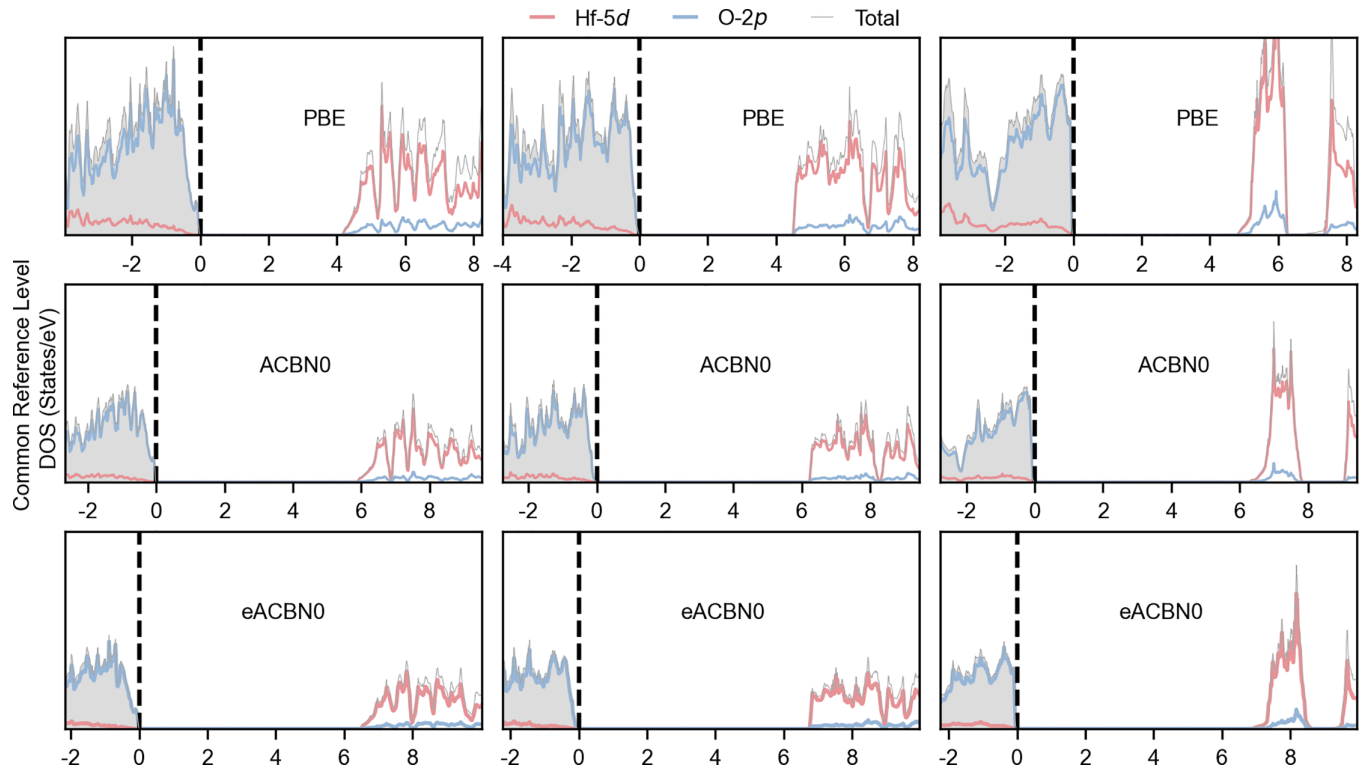 Hf-5d O-2p Total
PBE PBE PBE
-2 0 2 4 6 8 -4 -2 0 2 4 6 8 -2 0 2 4 6 8
Common Reference Level
DOS (States/eV)
ACBN0 ACBN0 ACBN0
-2 0 2 4 6 8 -2 0 2 4 6 8 -2 0 2 4 6 8
eACBN0 eACBN0 eACBN0
-2 0 2 4 6 8 -2 0 2 4 6 8 -2 0 2 4 6 8